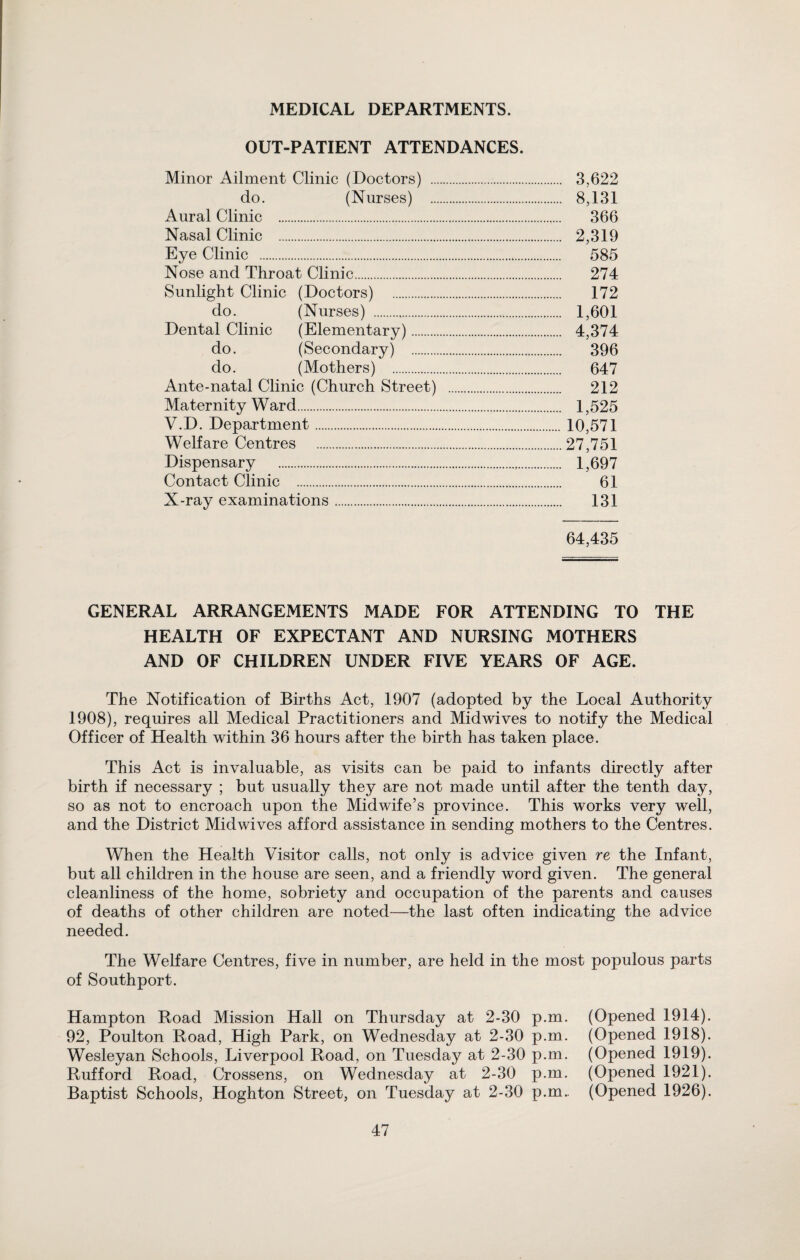 MEDICAL DEPARTMENTS.
OUT-PATIENT ATTENDANCES.
Minor Ailment Clinic (Doctors) ........ 3,622
do. (Nurses) ........ 8,131
Aural Clinic ........ 366
Nasal Clinic ........ 2,319
Eye Clinic ........ 585
Nose and Throat Clinic........ 274
Sunlight Clinic (Doctors) ........ 172
do. (Nurses) ........ 1,601
Dental Clinic (Elementary) ........ 4,374
do. (Secondary) ........ 396
do. (Mothers) ........ 647
Ante-natal Clinic (Church Street) ........ 212
Maternity Ward........ 1,525
V.D. Department ........ 10,571
Welfare Centres ........ 27,751
Dispensary ........ 1,697
Contact Clinic ........ 61
X-ray examinations ........ 131
64,435
GENERAL ARRANGEMENTS MADE FOR ATTENDING TO THE
HEALTH OF EXPECTANT AND NURSING MOTHERS
AND OF CHILDREN UNDER FIVE YEARS OF AGE.
The Notification of Births Act, 1907 (adopted by the Local Authority
1908), requires all Medical Practitioners and Midwives to notify the Medical
Officer of Health within 36 hours after the birth has taken place.
This Act is invaluable, as visits can be paid to infants directly after
birth if necessary ; but usually they are not made until after the tenth day,
so as not to encroach upon the Midwife's province. This works very well,
and the District Midwives afford assistance in sending mothers to the Centres.
When the Health Visitor calls, not only is advice given re the Infant,
but all children in the house are seen, and a friendly word given. The general
cleanliness of the home, sobriety and occupation of the parents and causes
of deaths of other children are noted—the last often indicating the advice
needed.
The Welfare Centres, five in number, are held in the most populous parts
of Southport.
Hampton Road Mission Hall on Thursday at 2-30 p.m. (Opened 1914).
92, Poulton Road, High Park, on Wednesday at 2-30 p.m. (Opened 1918).
Wesleyan Schools, Liverpool Road, on Tuesday at 2-30 p.m. (Opened 1919).
Rufford Road, Crossens, on Wednesday at 2-30 p.m. (Opened 1921).
Baptist Schools, Hoghton Street, on Tuesday at 2-30 p.m. (Opened 1926).
47